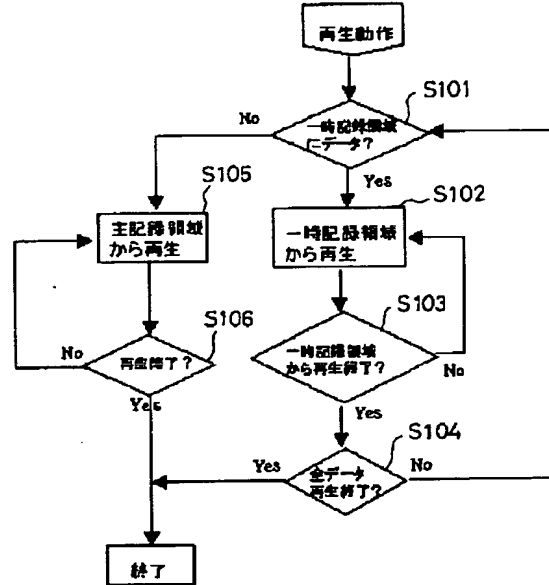 再生動作
S101
No
一時記録領域
にデータ?
Yes
S105
S102
主記録領域
から再生
一時記録領域
から再生
S103
S106
No
再生終了?
一時記録領域
から再生終了?
No
Yes
Yes
S104
Yes
全データ
再生終了?
No
終了